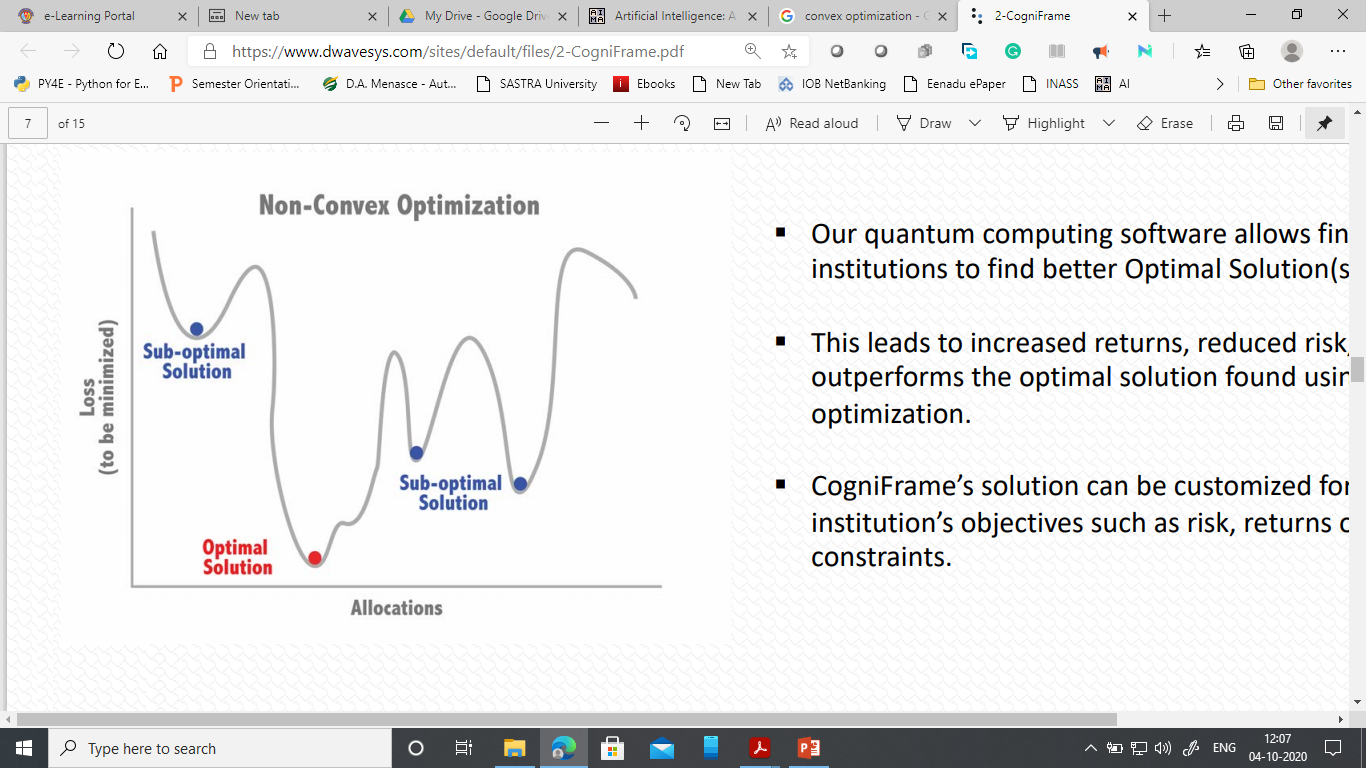 e-Learning Portal
New tab
My Drive - Google Driv
Artificial Intelligence: A
convex optimization - G
2-CogniFrame
https://www.dwavesys.com/sites/default/files/2-CogniFrame.pdf
PY4E - Python for E...
Semester Orientati...
D.A. Menasce - Aut...
SASTRA University
Ebooks
New Tab
IOB NetBanking
Eenadu ePaper
INASS
AI
Other favorites
7 of 15
Read aloud
Draw
Highlight
Erase
Non-Convex Optimization
Loss
(to be minimized)
Sub-optimal
Solution
Sub-optimal
Solution
Optimal
Solution
Allocations
▪ Our quantum computing software allows fin
institutions to find better Optimal Solution(s
▪ This leads to increased returns, reduced risk,
outperforms the optimal solution found usin
optimization.
▪ CogniFrame’s solution can be customized for
institution’s objectives such as risk, returns o
constraints.
Type here to search
ENG
12:07
04-10-2020